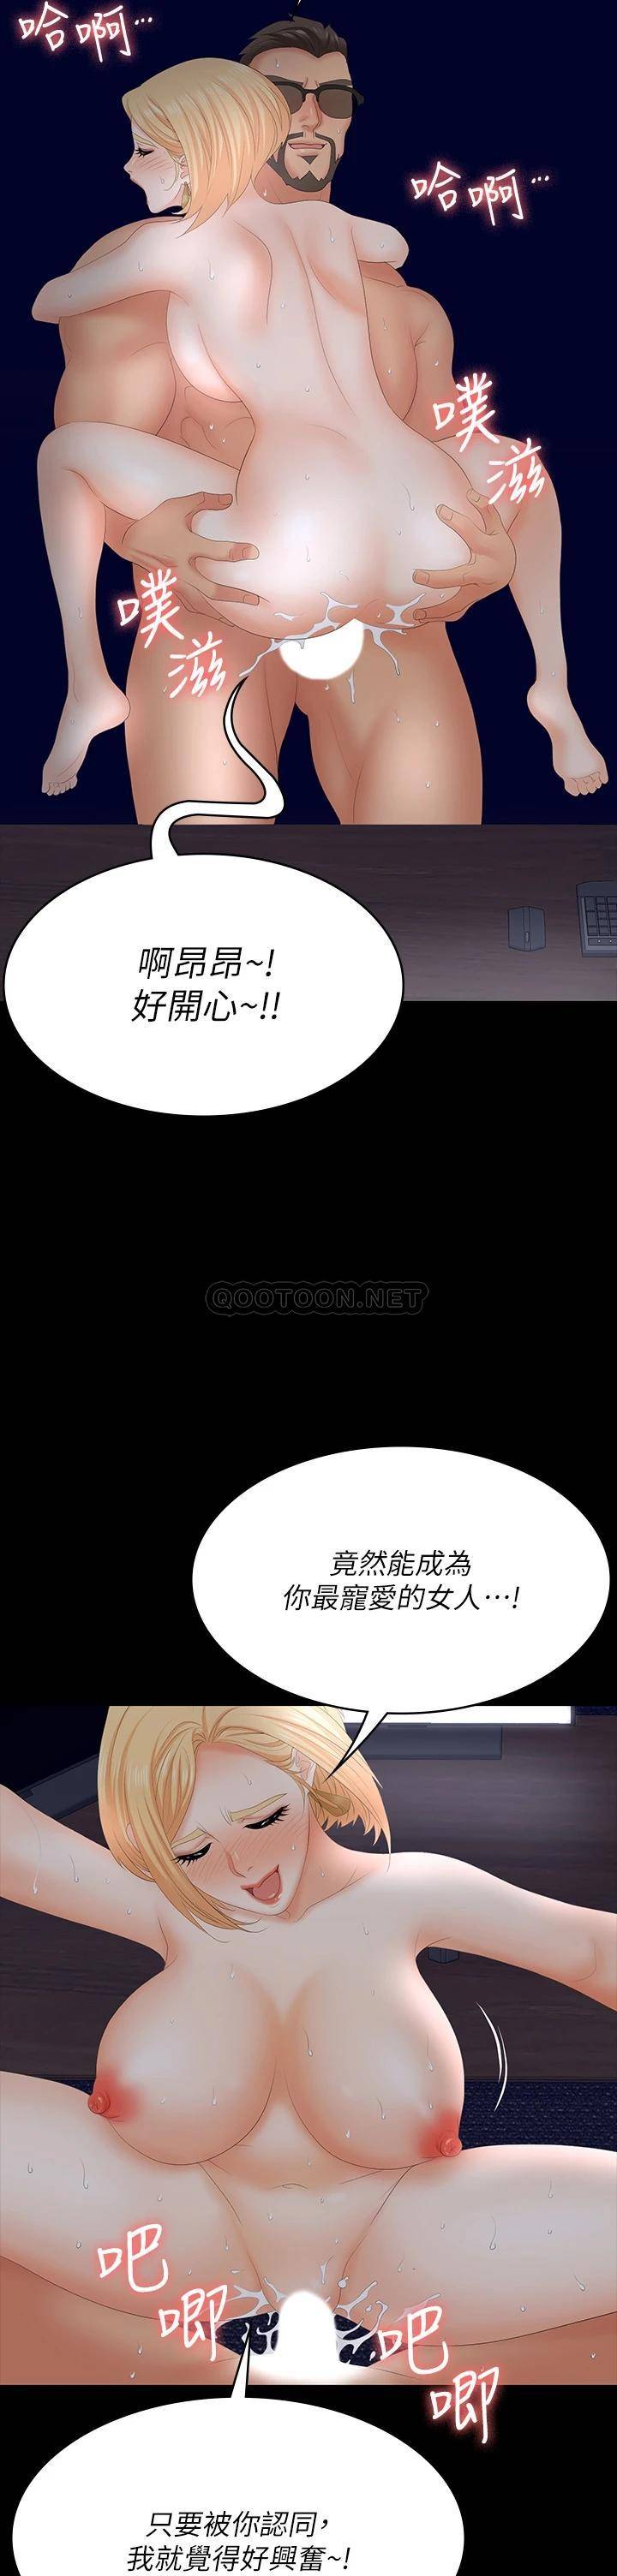 哈啊…
哈啊…
噗滋
噗滋
啊昂昂~!
好開心~!!
QOOTOON.NET
竟然能成為
你最寵愛的女人…!
吧唧
吧唧
只要被你認同,
我就覺得好興奮~!